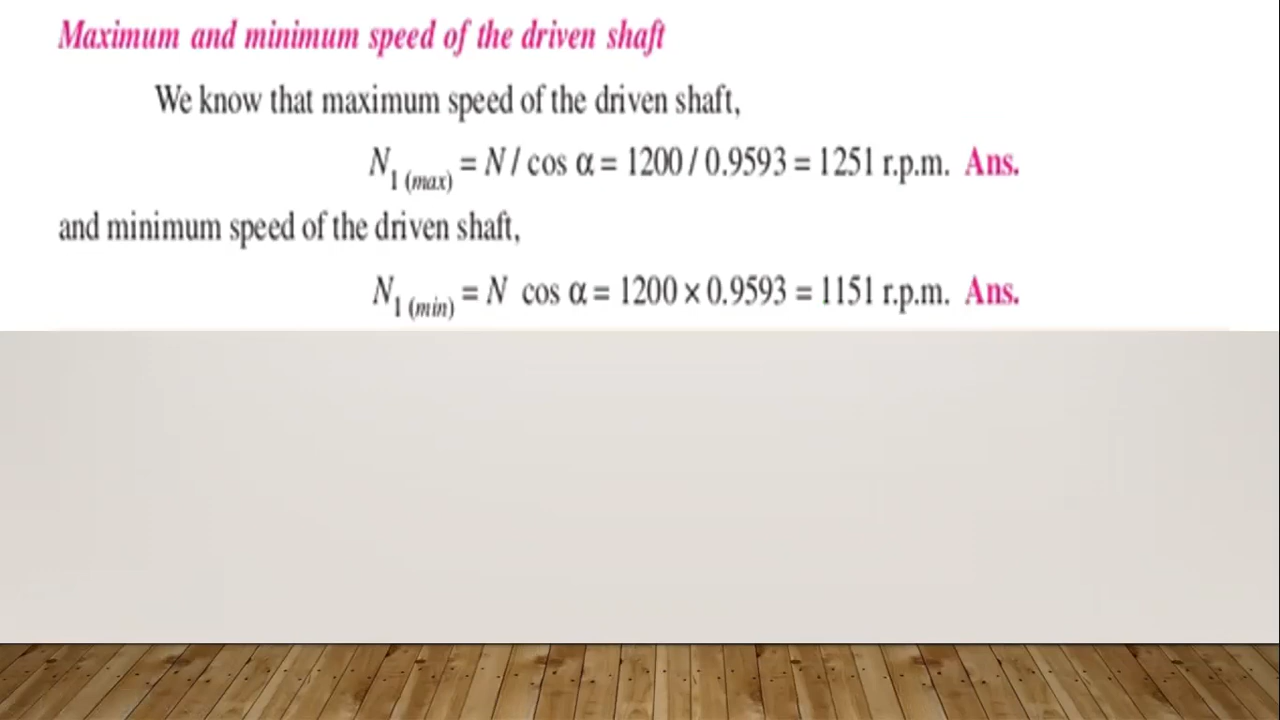 Maximum and minimum speed of the driven shaft
We know that maximum speed of the driven shaft,
N1 (max) = N / cos α = 1200 / 0.9593 = 1251 r.p.m. Ans.
and minimum speed of the driven shaft,
N1 (min) = N cos α = 1200 × 0.9593 = 1151 r.p.m. Ans.